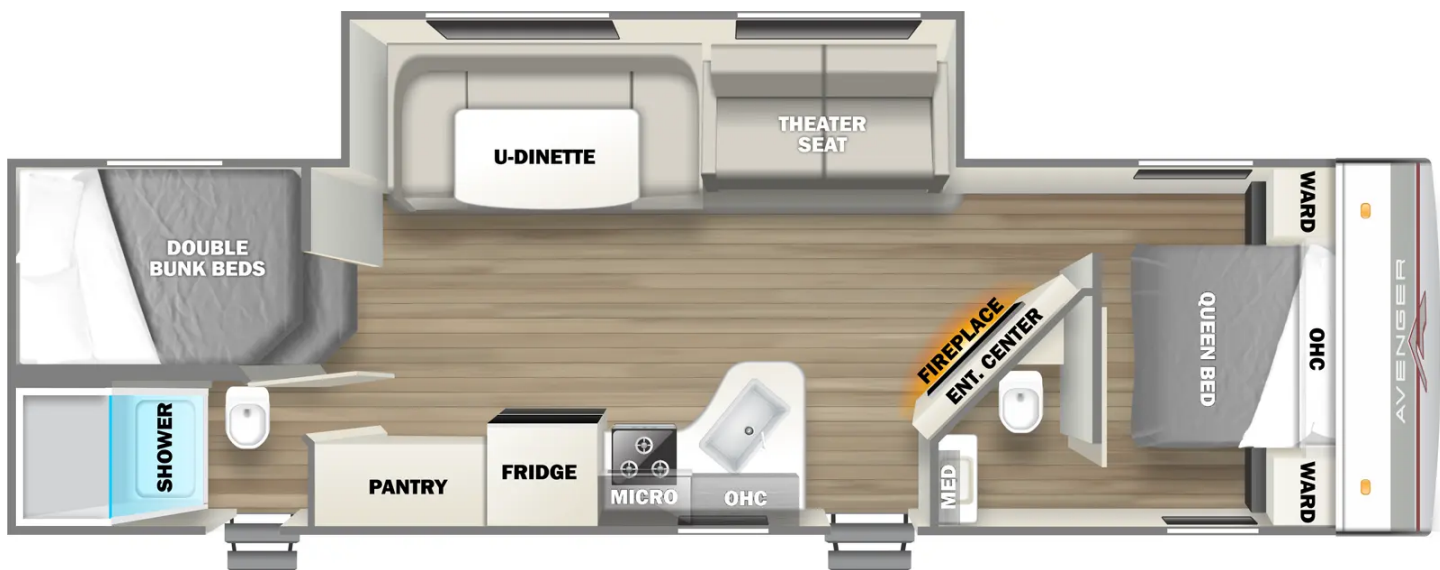 U-DINETTE
THEATER
SEAT
DOUBLE
BUNK BEDS
WARD
QUEEN BED
OHC
AVENGER
FIREPLACE
ENT. CENTER
SHOWER
PANTRY
FRIDGE
MICRO
OHC
MED
WARD